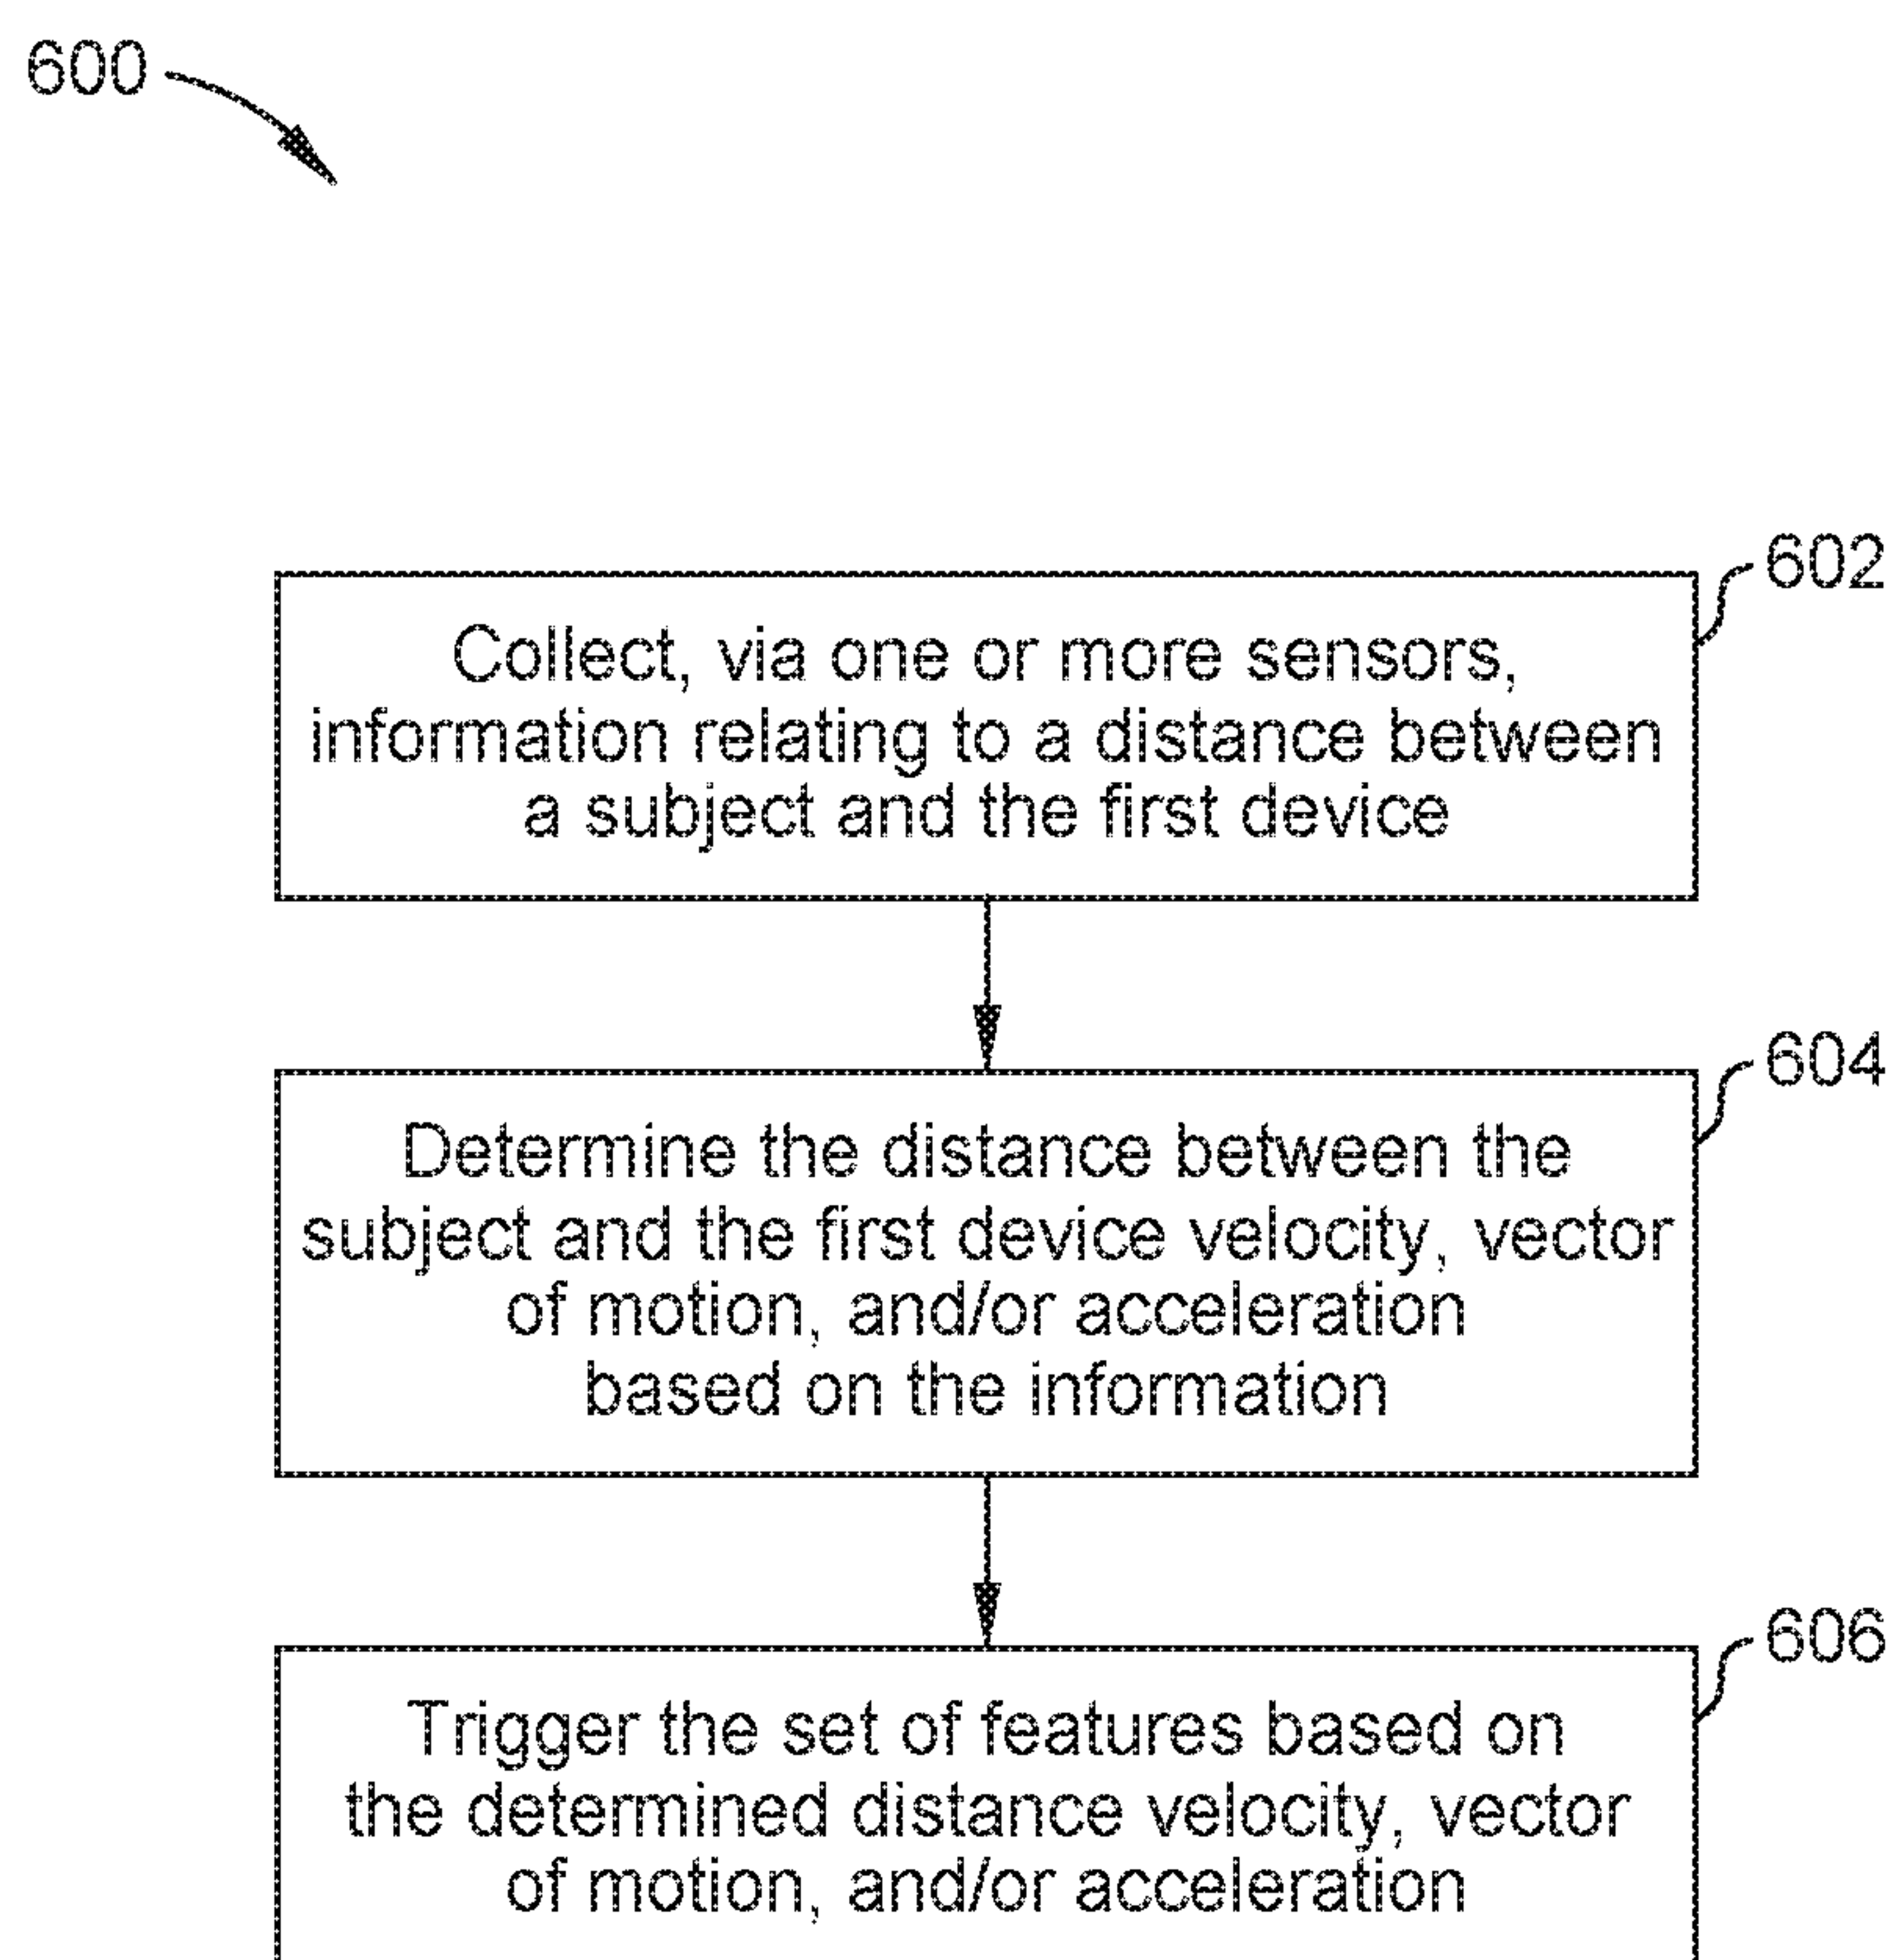 600
602
Collect, via one or more sensors,
information relating to a distance between
a subject and the first device
604
Determine the distance between the
subject and the first device velocity, vector
of motion, and/or acceleration
based on the information
606
Trigger the set of features based on
the determined distance velocity, vector
of motion, and/or acceleration